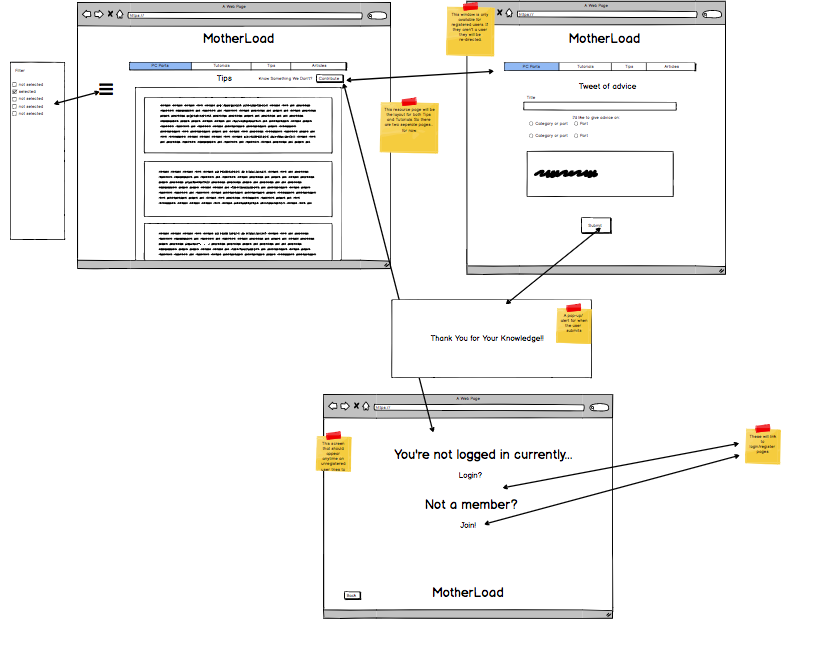 A Web Page
https://
MotherLoad
PC Parts
Tutorials
Tips
Articles
Tips
Know Something We Don't?
Contribute
Filter
not selected
selected
not selected
not selected
not selected
This resource page will be
the layout for both Tips
and Tutorials. So there
are two seperate pages
for now.
This window is only
available for
registered users. If
they aren't a user
they will be
re-directed.
A Web Page
https://
MotherLoad
PC Parts
Tutorials
Tips
Articles
Tweet of advice
Title
I'd like to give advice on:
Category or part
Part
Category or part
Part
Submit
Thank You for Your Knowledge!!
A pop-up/
alert for when
the user
submits
A Web Page
https://
This screen
that should
appear
anytime an
unregistered
user tries to
You're not logged in currently...
Login?
Not a member?
Join!
Back
MotherLoad
These will link
to
login/register
pages.